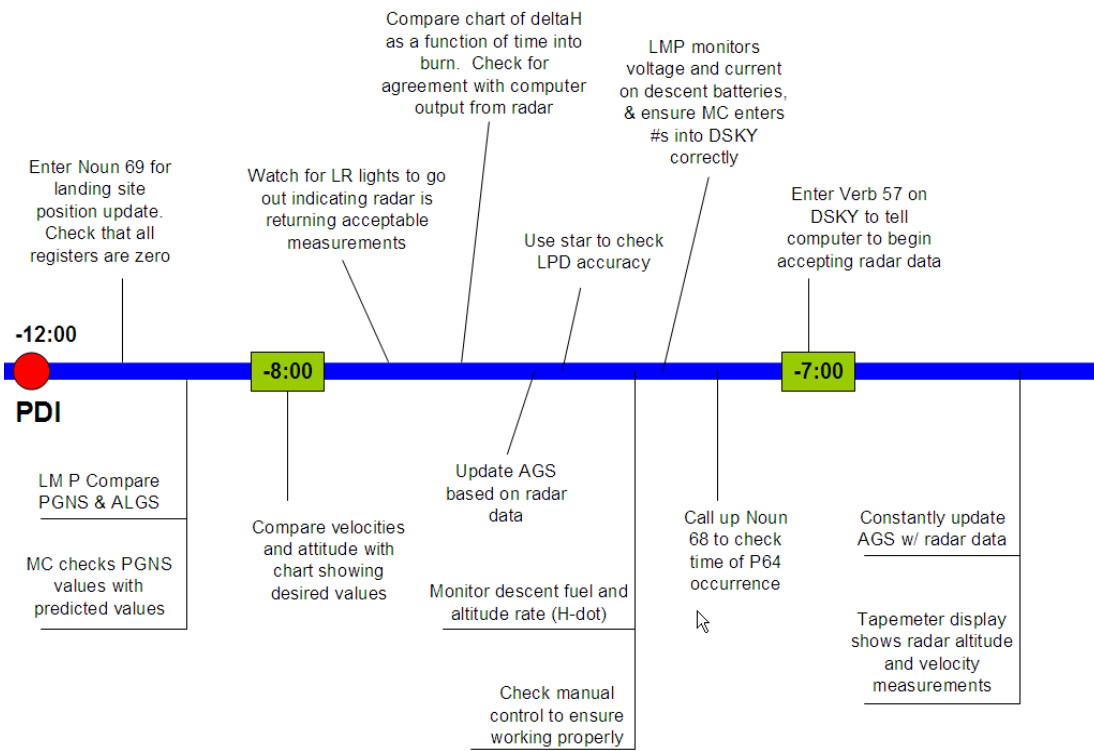 Compare chart of deltaH
as a function of time into
burn.  Check for
agreement with computer
output from radar
LMP monitors
voltage and current
on descent batteries,
& ensure MC enters
#s into DSKY
correctly
Enter Noun 69 for
landing site
position update.
Check that all
registers are zero
Watch for LR lights to go
out indicating radar is
returning acceptable
measurements
Use star to check
LPD accuracy
Enter Verb 57 on
DSKY to tell
computer to begin
accepting radar data
-12:00
-8:00
-7:00
PDI
LM P Compare
PGNS & ALGS
MC checks PGNS
values with
predicted values
Compare velocities
and attitude with
chart showing
desired values
Update AGS
based on radar
data
Monitor descent fuel and
altitude rate (H-dot)
Check manual
control to ensure
working properly
Call up Noun
68 to check
time of P64
occurrence
Constantly update
AGS w/ radar data
Tapemeter display
shows radar altitude
and velocity
measurements